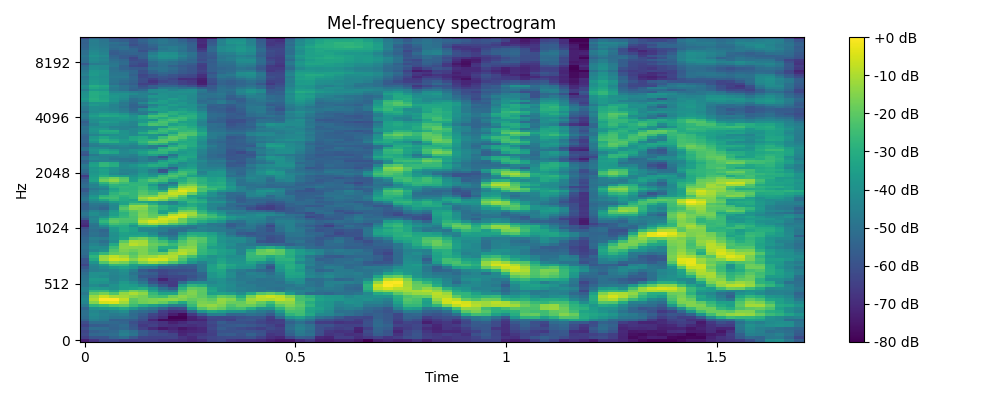 Mel-frequency spectrogram
Hz
8192
4096
2048
1024
512
0
0
0.5
1
1.5
Time
+0 dB
-10 dB
-20 dB
-30 dB
-40 dB
-50 dB
-60 dB
-70 dB
-80 dB